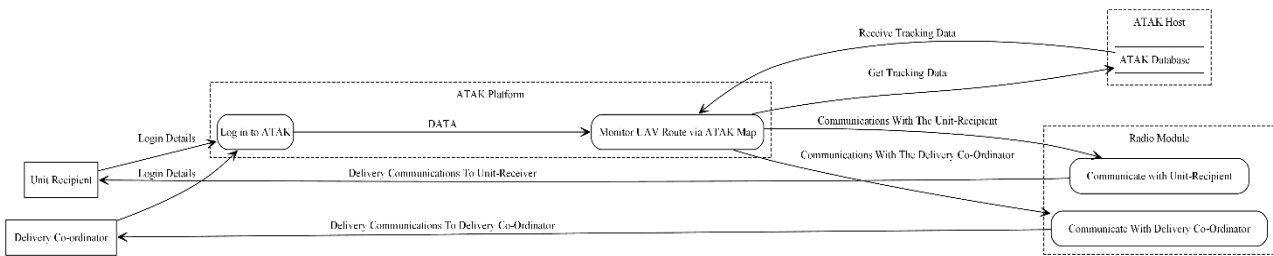 ATAK Host
Receive Tracking Data
ATAK Database
Get Tracking Data
ATAK Platform
Log in to ATAK
DATA
Monitor UAV Route via ATAK Map
Communications With The Unit-Recipient
Login Details
Radio Module
Communications With The Delivery Co-Ordinator
Unit Recipient
Login Details
Delivery Communications To Unit-Receiver
Communicate with Unit-Recipient
Delivery Co-ordinator
Delivery Communications To Delivery Co-Ordinator
Communicate With Delivery Co-Ordinator